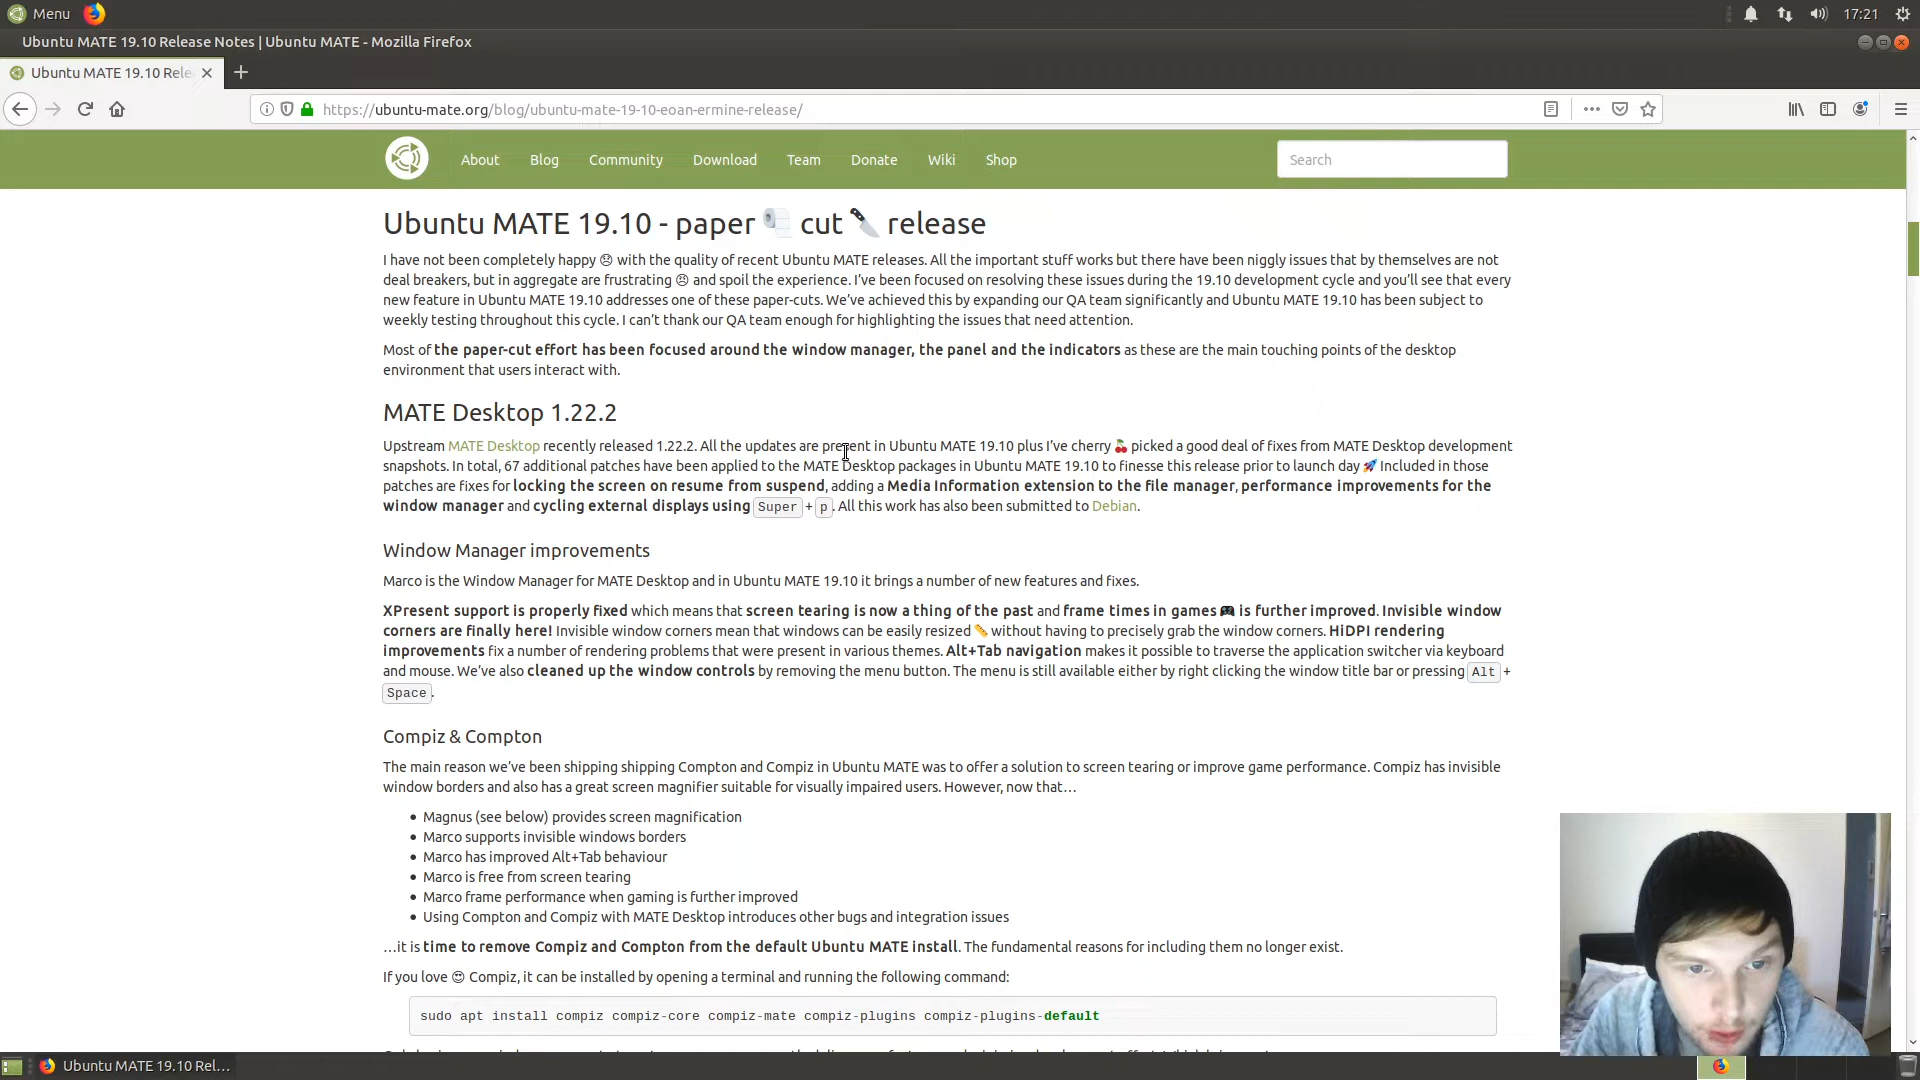 Menu
17:21
Ubuntu MATE 19.10 Release Notes | Ubuntu MATE - Mozilla Firefox
Ubuntu MATE 19.10 Rele
https://ubuntu-mate.org/blog/ubuntu-mate-19-10-eoan-ermine-release/
About Blog Community Download Team Donate Wiki Shop Search
Ubuntu MATE 19.10 - paper 🧻 cut 🔪 release
I have not been completely happy 😞 with the quality of recent Ubuntu MATE releases. All the important stuff works but there have been niggly issues that by themselves are not
deal breakers, but in aggregate are frustrating 😠 and spoil the experience. I've been focused on resolving these issues during the 19.10 development cycle and you'll see that every
new feature in Ubuntu MATE 19.10 addresses one of these paper-cuts. We've achieved this by expanding our QA team significantly and Ubuntu MATE 19.10 has been subject to
weekly testing throughout this cycle. I can't thank our QA team enough for highlighting the issues that need attention.
Most of the paper-cut effort has been focused around the window manager, the panel and the indicators as these are the main touching points of the desktop
environment that users interact with.
MATE Desktop 1.22.2
Upstream MATE Desktop recently released 1.22.2. All the updates are present in Ubuntu MATE 19.10 plus I've cherry 🍒 picked a good deal of fixes from MATE Desktop development
snapshots. In total, 67 additional patches have been applied to the MATE Desktop packages in Ubuntu MATE 19.10 to finesse this release prior to launch day 🚀 Included in those
patches are fixes for locking the screen on resume from suspend, adding a Media Information extension to the file manager, performance improvements for the
window manager and cycling external displays using Super + p. All this work has also been submitted to Debian.
Window Manager improvements
Marco is the Window Manager for MATE Desktop and in Ubuntu MATE 19.10 it brings a number of new features and fixes.
XPresent support is properly fixed which means that screen tearing is now a thing of the past and frame times in games 🎮 is further improved. Invisible window
corners are finally here! Invisible window corners mean that windows can be easily resized 📏 without having to precisely grab the window corners. HiDPI rendering
improvements fix a number of rendering problems that were present in various themes. Alt+Tab navigation makes it possible to traverse the application switcher via keyboard
and mouse. We've also cleaned up the window controls by removing the menu button. The menu is still available either by right clicking the window title bar or pressing Alt +
Space.
Compiz & Compton
The main reason we've been shipping shipping Compton and Compiz in Ubuntu MATE was to offer a solution to screen tearing or improve game performance. Compiz has invisible
window borders and also has a great screen magnifier suitable for visually impaired users. However, now that…
• Magnus (see below) provides screen magnification
• Marco supports invisible windows borders
• Marco has improved Alt+Tab behaviour
• Marco is free from screen tearing
• Marco frame performance when gaming is further improved
• Using Compton and Compiz with MATE Desktop introduces other bugs and integration issues
…it is time to remove Compiz and Compton from the default Ubuntu MATE install. The fundamental reasons for including them no longer exist.
If you love 😍 Compiz, it can be installed by opening a terminal and running the following command:
sudo apt install compiz compiz-core compiz-mate compiz-plugins compiz-plugins-default
Ubuntu MATE 19.10 Rel...